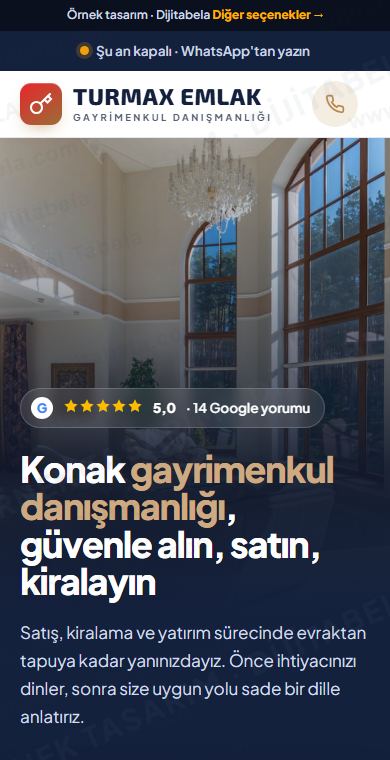 Örnek tasarım · Dijitabela Diğer seçenekler →
Şu an kapalı · WhatsApp'tan yazın
TURMAX EMLAK
GAYRİMENKUL DANIŞMANLIĞI
G ★★★★★ 5,0 · 14 Google yorumu
Konak gayrimenkul
danışmanlığı,
güvenle alın, satın,
kiralayın
Satış, kiralama ve yatırım sürecinde evraktan
tapuya kadar yanınızdayız. Önce ihtiyacınızı
dinler, sonra size uygun yolu sade bir dille
anlatırız.